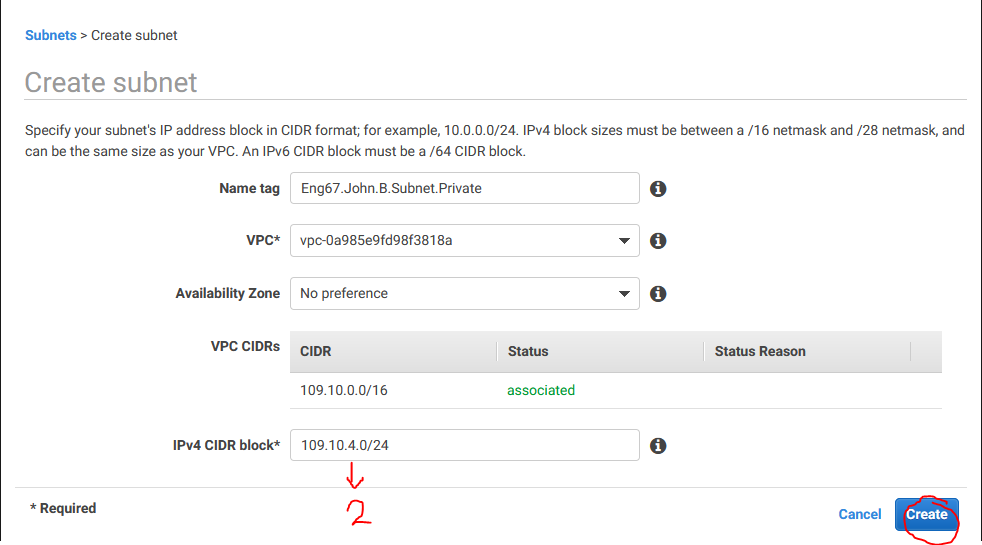 Subnets > Create subnet
Create subnet
Specify your subnet's IP address block in CIDR format; for example, 10.0.0.0/24. IPv4 block sizes must be between a /16 netmask and /28 netmask, and
can be the same size as your VPC. An IPv6 CIDR block must be a /64 CIDR block.
Name tag Eng67.John.B.Subnet.Private
VPC* vpc-0a985e9fd98f3818a
Availability Zone No preference
VPC CIDRs CIDR Status Status Reason
109.10.0.0/16 associated
IPv4 CIDR block* 109.10.4.0/24
2
* Required Cancel Create